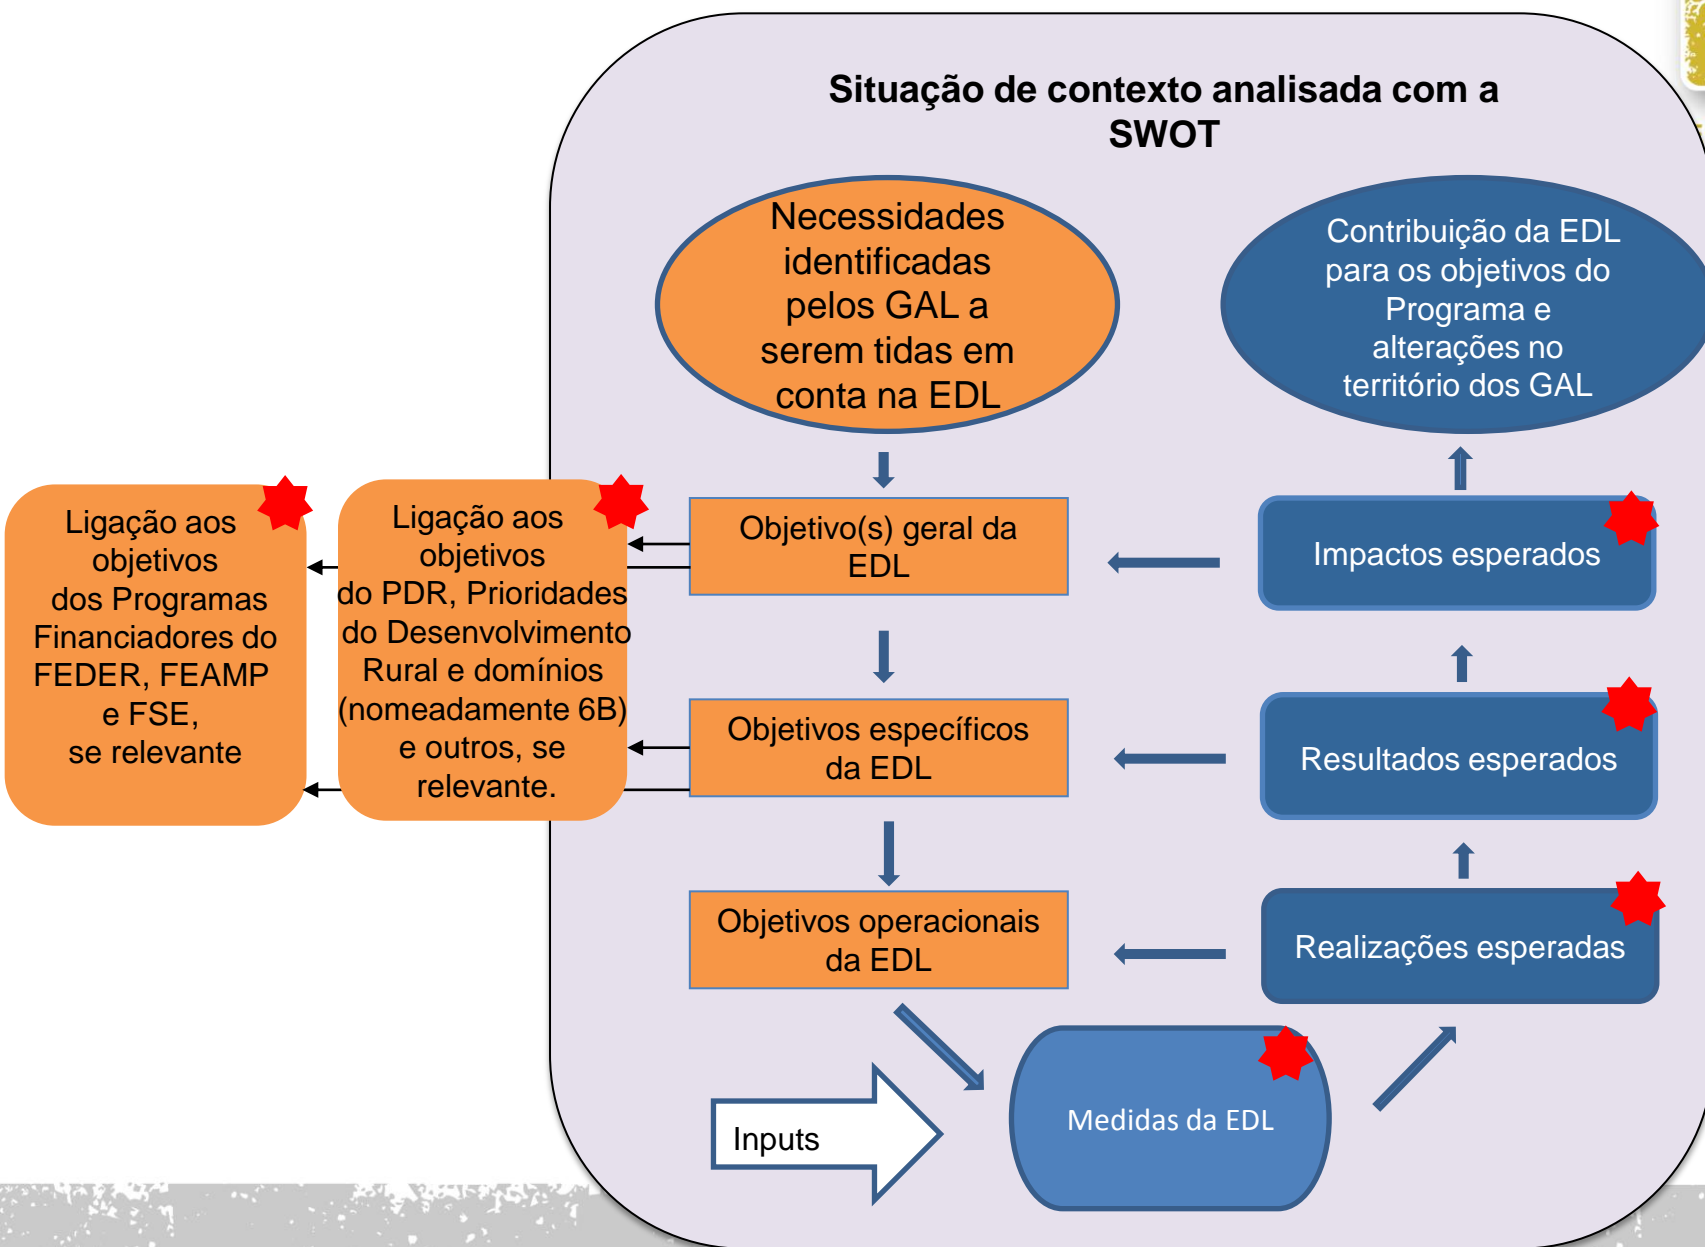 Situação de contexto analisada com a
SWOT
Necessidades
identificadas
pelos GAL a
serem tidas em
conta na EDL
Contribuição da EDL
para os objetivos do
Programa e
alterações no
território dos GAL
Ligação aos
objetivos
dos Programas
Financiadores do
FEDER, FEAMP
e FSE,
se relevante
Ligação aos
objetivos
do PDR, Prioridades
do Desenvolvimento
Rural e domínios
(nomeadamente 6B)
e outros, se
relevante.
Objetivo(s) geral da
EDL
Impactos esperados
Objetivos específicos
da EDL
Resultados esperados
Objetivos operacionais
da EDL
Realizações esperadas
Inputs
Medidas da EDL